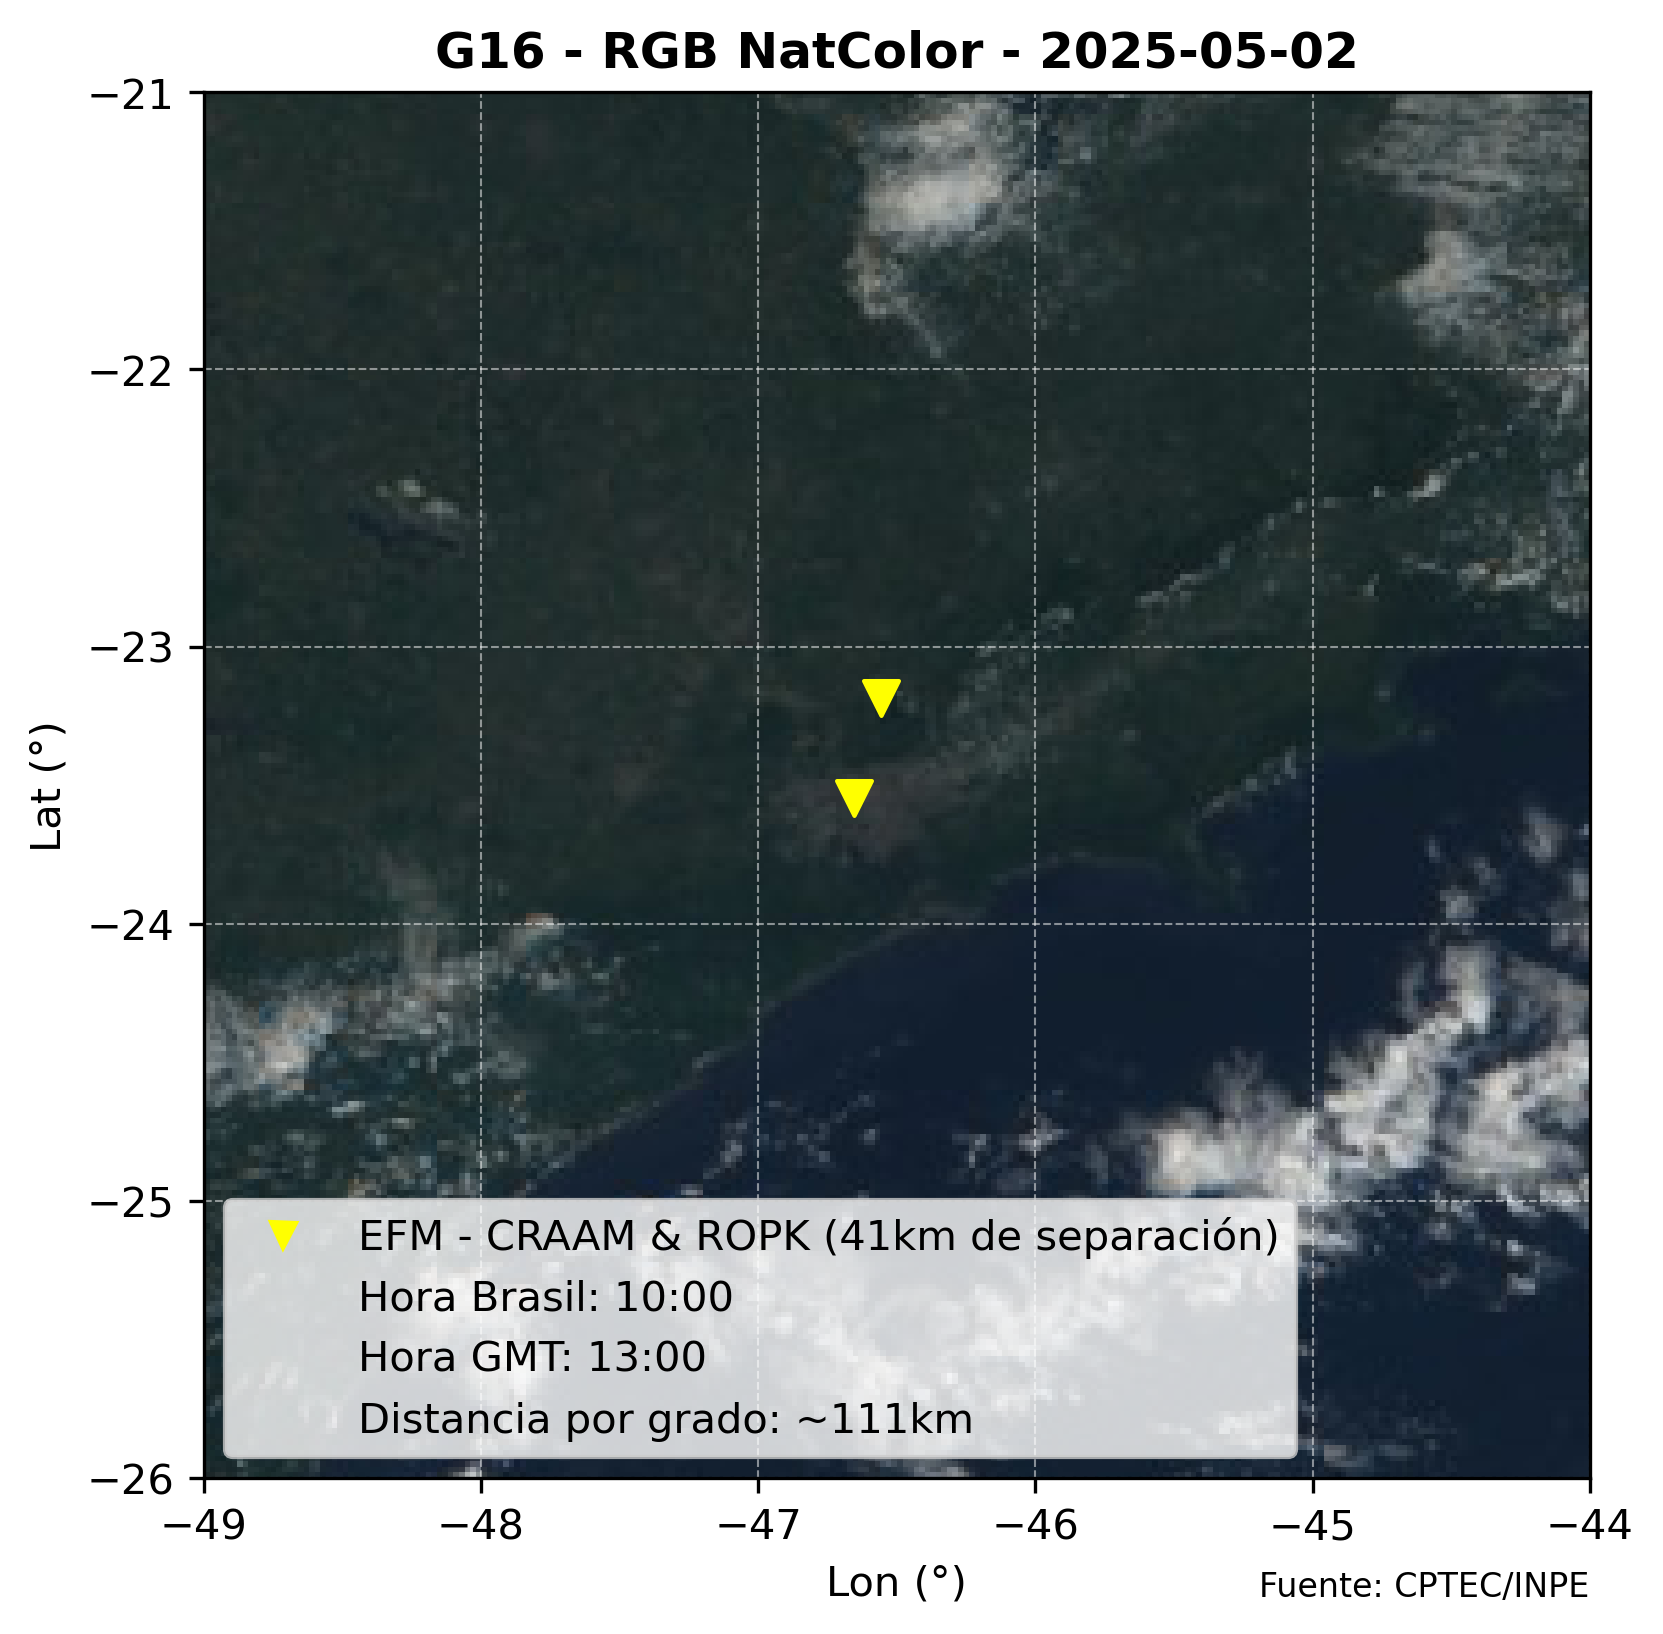 G16 - RGB NatColor - 2025-05-02
−21
−22
−23
−24
−25
−26
Lat (°)
EFM - CRAAM & ROPK (41km de separación)
Hora Brasil: 10:00
Hora GMT: 13:00
Distancia por grado: ~111km
−49 −48 −47 −46 −45 −44
Lon (°)
Fuente: CPTEC/INPE